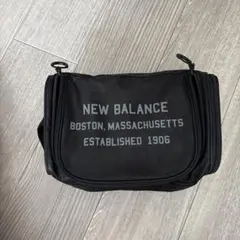 NEW BALANCE
BOSTON, MASSACHUSETTS
ESTABLISHED 1906